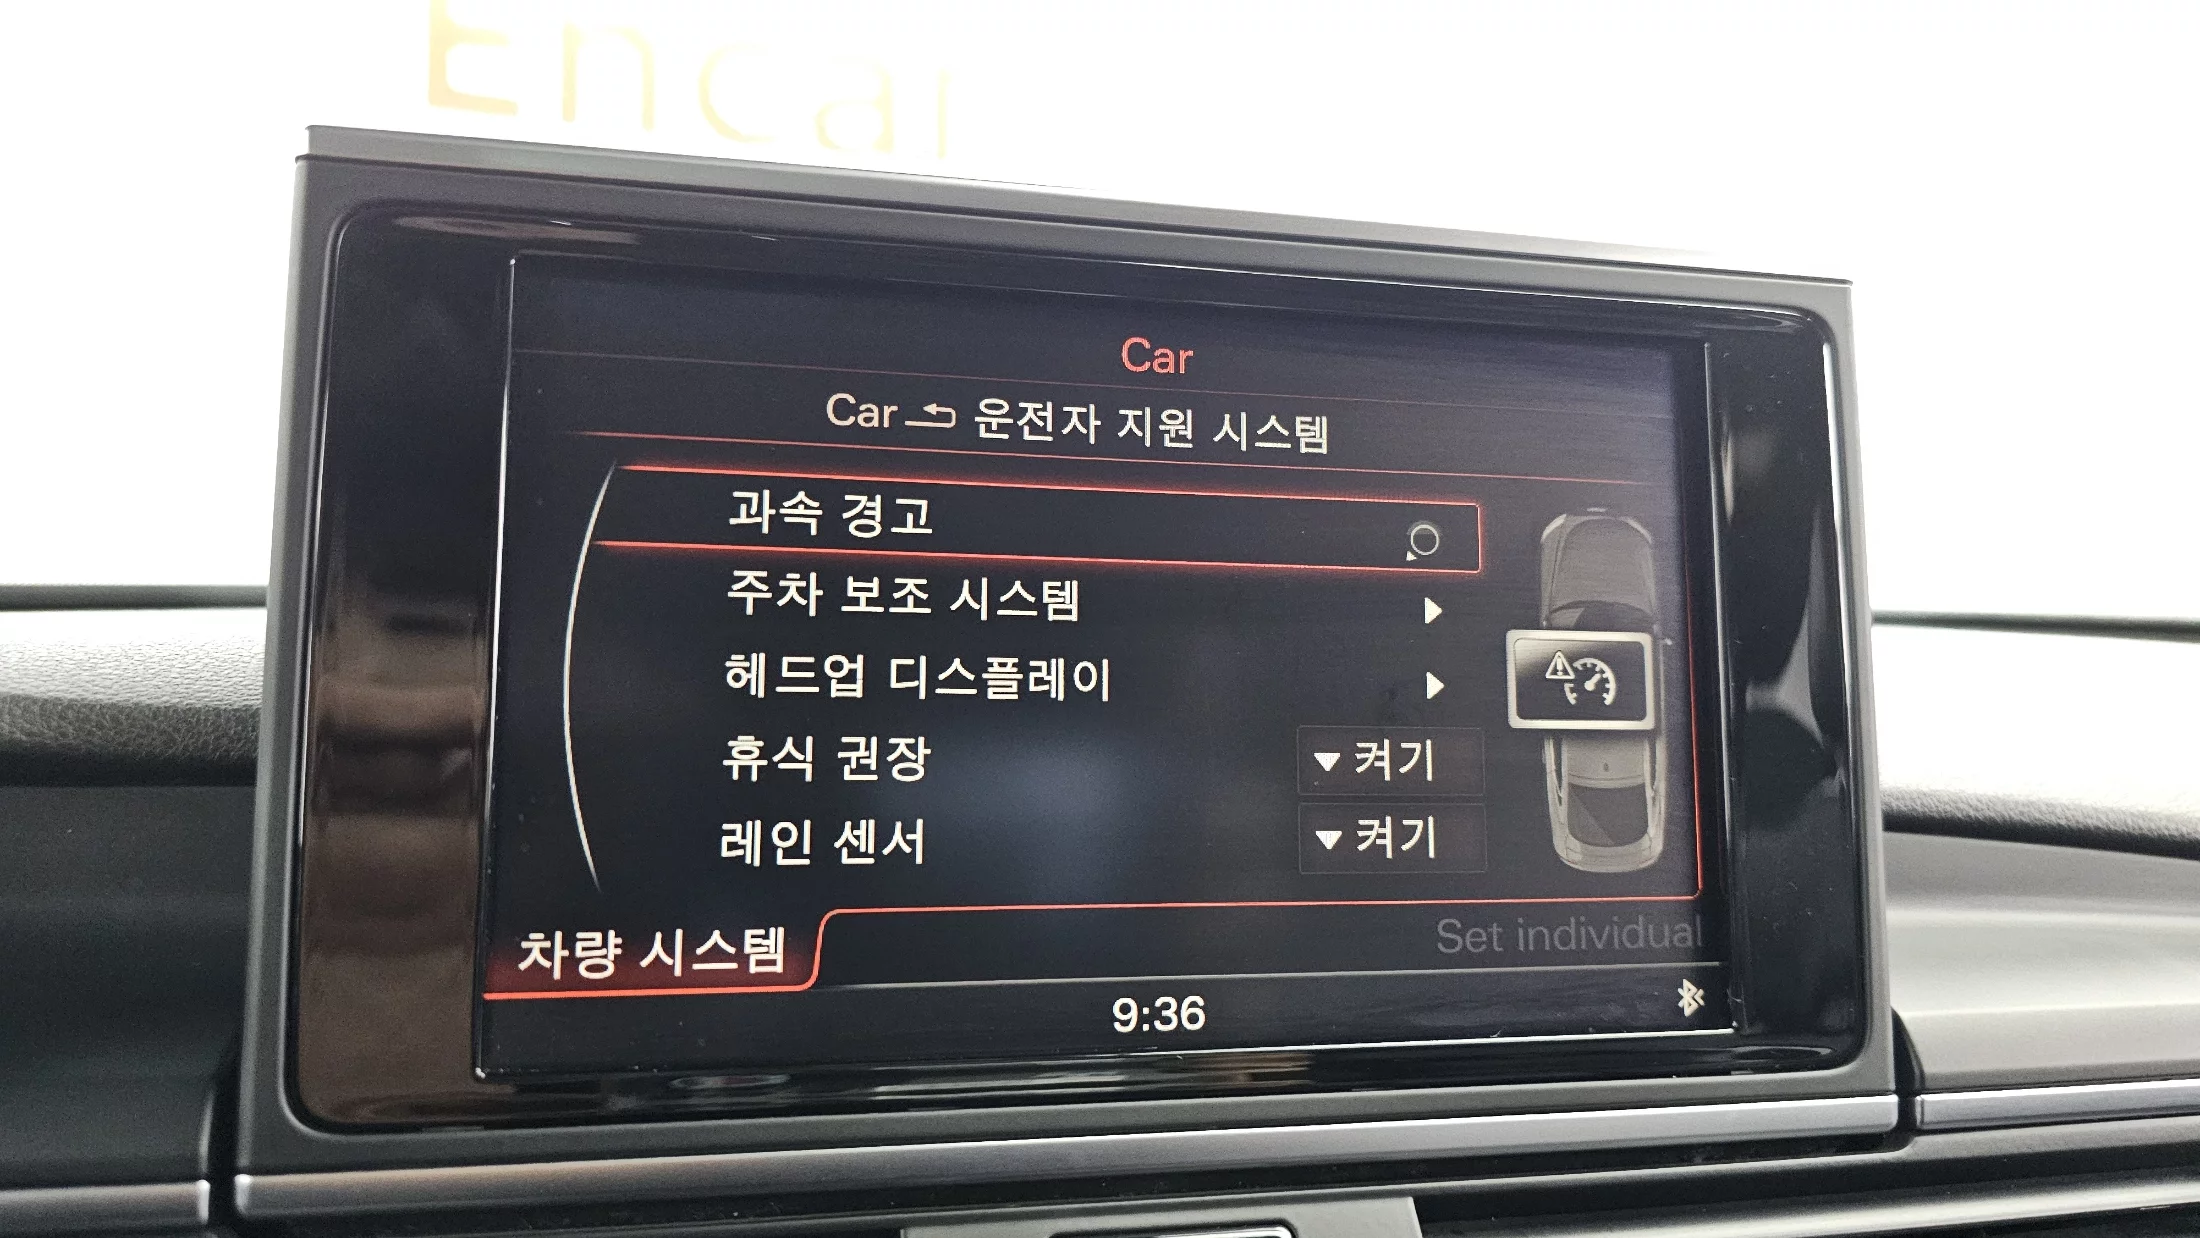 Encar
Car
Car 운전자 지원 시스템
과속 경고
주차 보조 시스템
헤드업 디스플레이
휴식 권장 켜기
레인 센서 켜기
차량 시스템 Set individual
9:36